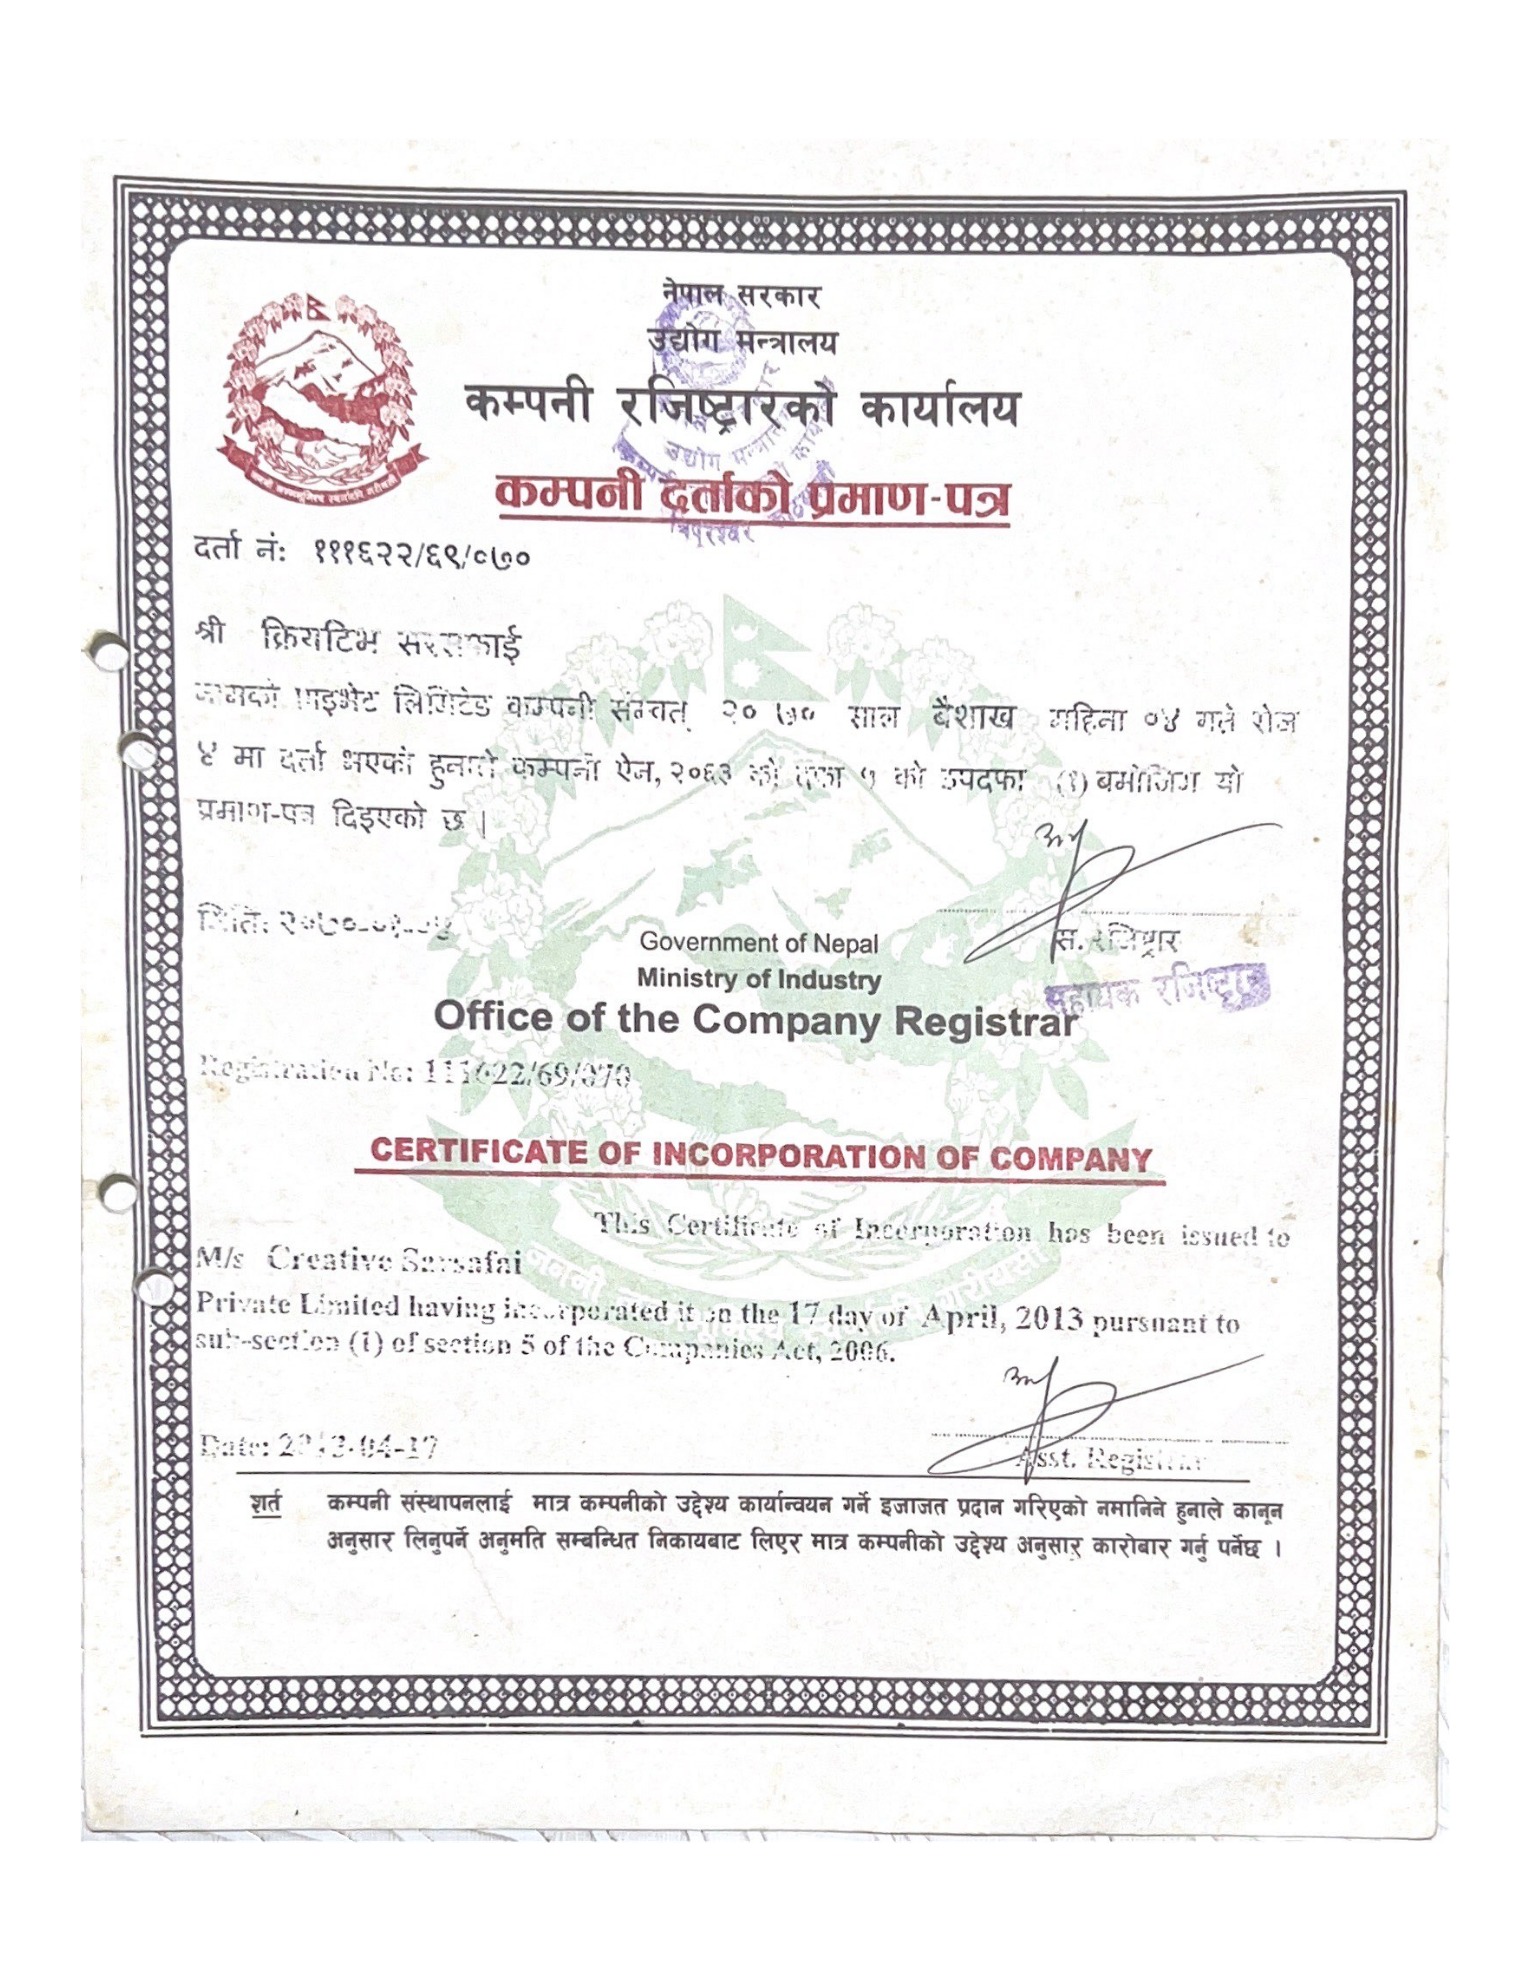 नेपाल सरकार
उद्योग मन्त्रालय
कम्पनी रजिष्ट्रारको कार्यालय
कम्पनी दर्ताको प्रमाण-पत्र
दर्ता नं: १११६२२/६९/०७०
श्री क्रियटिभ सरसफाई
नामको प्राइभेट लिमिटेड कम्पनी संम्वत् २०७० साल बैशाख महिना ०४ गते रोज
४ मा दर्ता भएको हुनाले कम्पनी ऐन, २०६३ को दफा ५ को उपदफा (१) बमोजिम यो
प्रमाण-पत्र दिइएको छ |
मिति: २०७०-०१-०४
स. रजिष्ट्रार
सहायक रजिष्ट्रार
Government of Nepal
Ministry of Industry
Office of the Company Registrar
Registration No: 111622/69/070
CERTIFICATE OF INCORPORATION OF COMPANY
This Certificate of Incorporation has been issued to
M/s Creative Sarsafai
Private Limited having incorporated it on the 17 day of April, 2013 pursuant to
sub-section (1) of section 5 of the Companies Act, 2006.
Date: 2013-04-17
Asst. Registrar
शर्त कम्पनी संस्थापनलाई मात्र कम्पनीको उद्देश्य कार्यान्वयन गर्ने इजाजत प्रदान गरिएको नमानिने हुनाले कानून
अनुसार लिनुपर्ने अनुमति सम्बन्धित निकायबाट लिएर मात्र कम्पनीको उद्देश्य अनुसार कारोबार गर्नु पर्नेछ ।